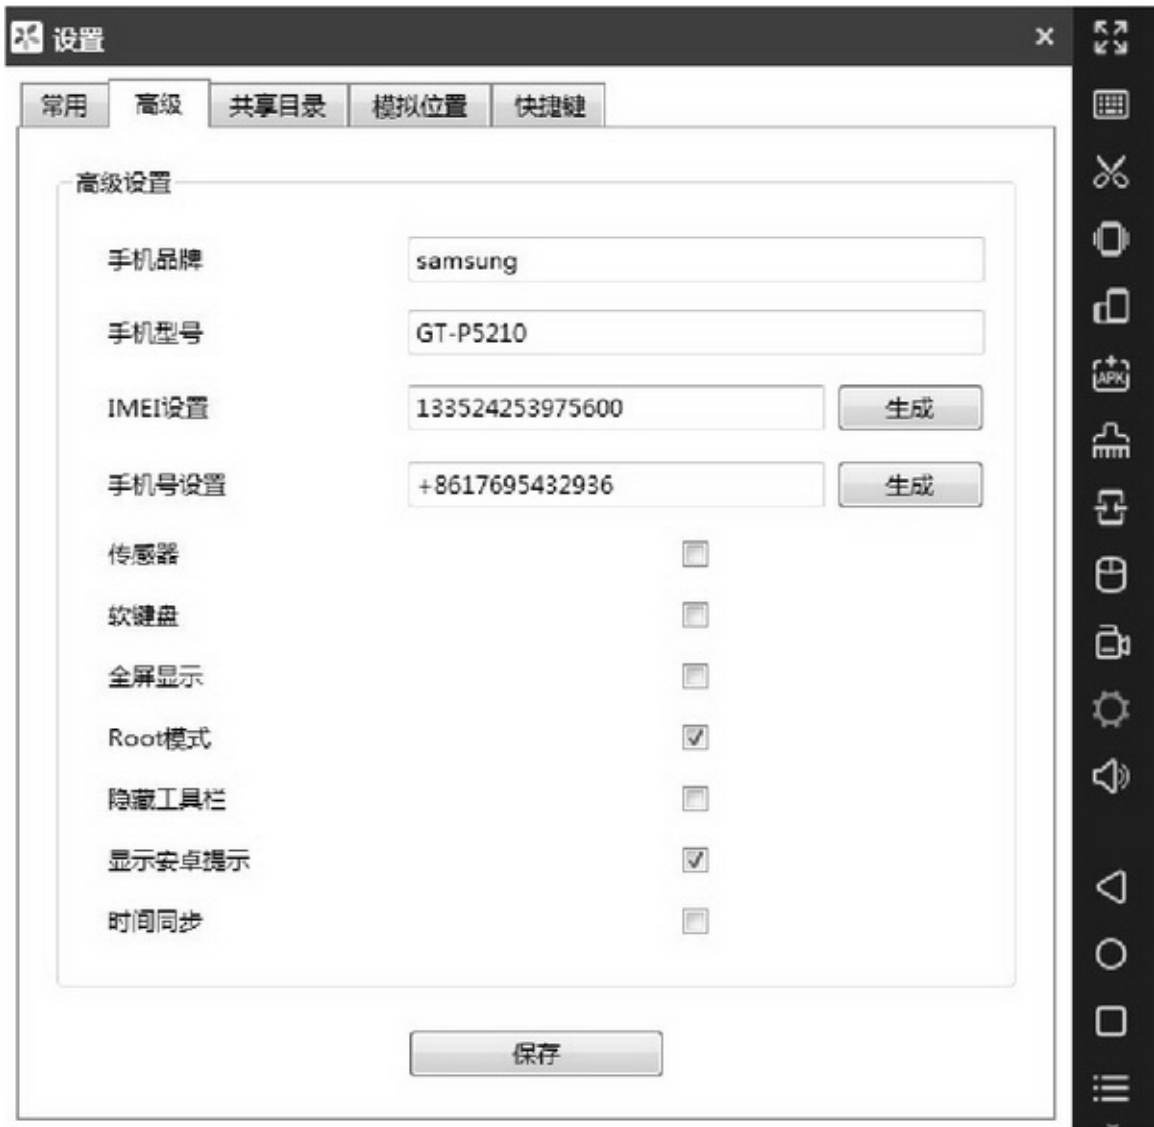 设置
常用 高级 共享目录 模拟位置 快捷键
高级设置
手机品牌 samsung
手机型号 GT-P5210
IMEI设置 133524253975600 生成
手机号设置 +8617695432936 生成
传感器
软键盘
全屏显示
Root模式
隐藏工具栏
显示安卓提示
时间同步
保存
APK